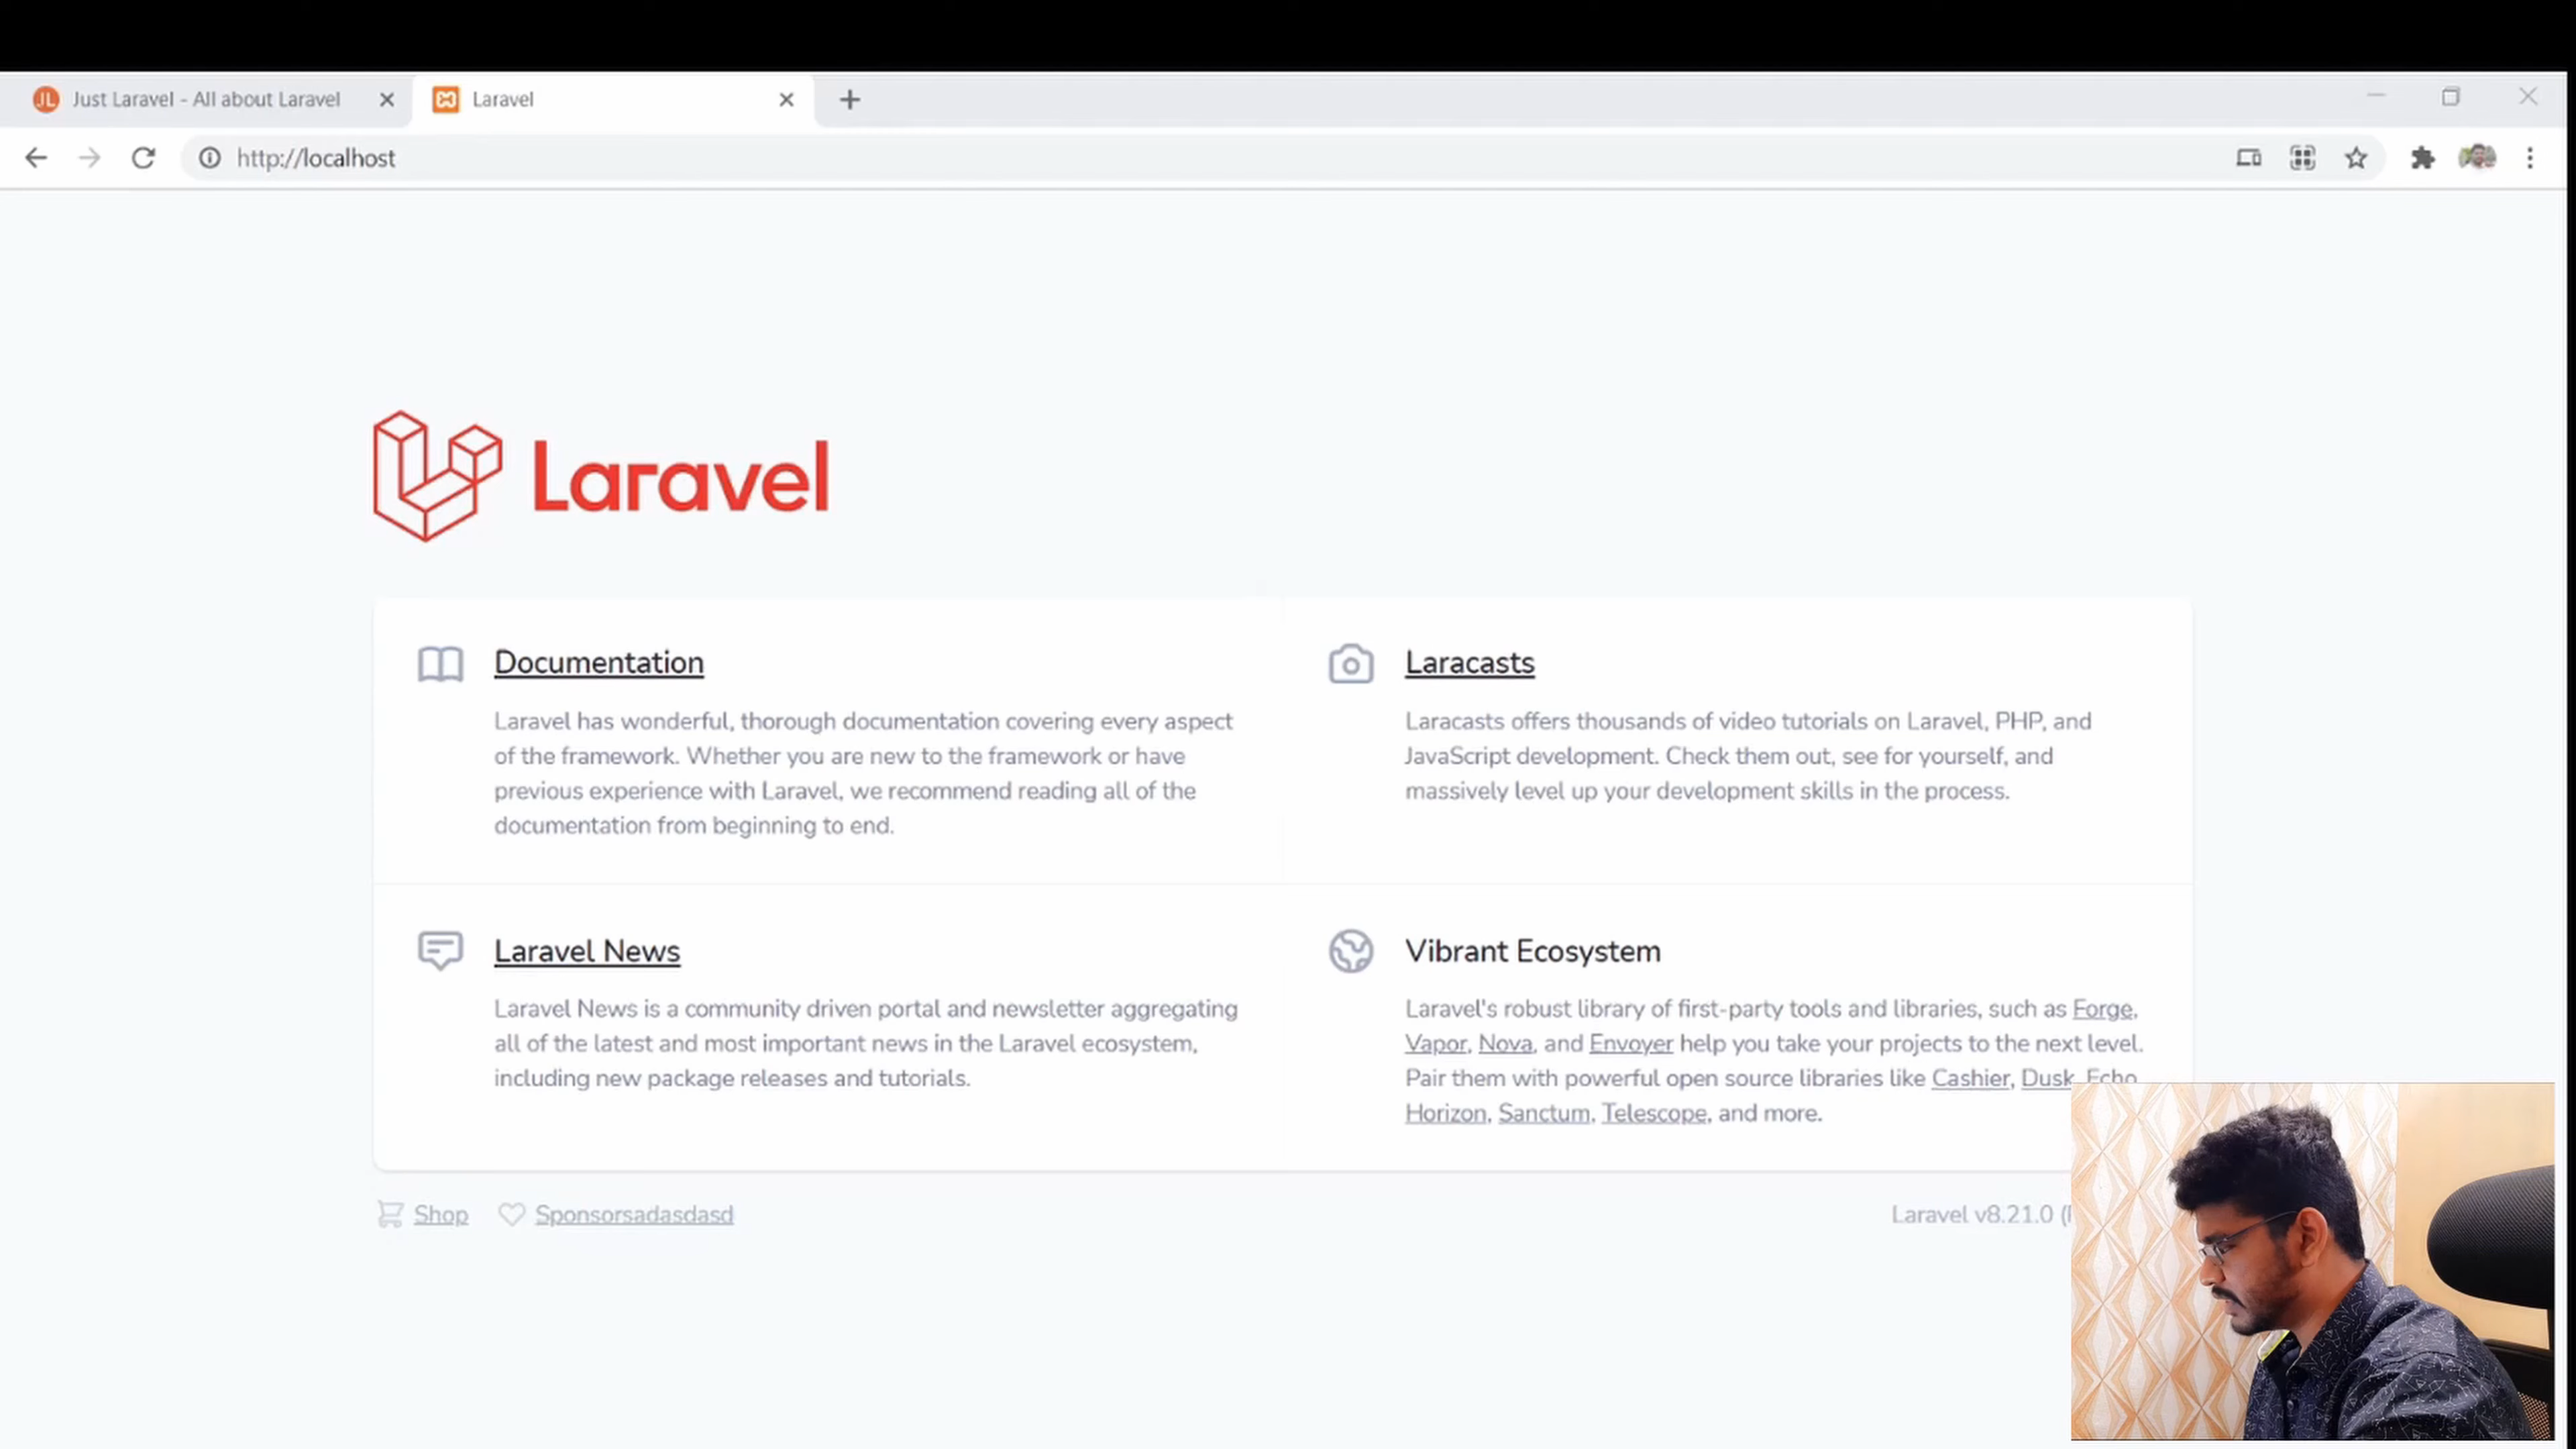 JL Just Laravel - All about Laravel
Laravel
http://localhost
Laravel
Documentation
Laravel has wonderful, thorough documentation covering every aspect
of the framework. Whether you are new to the framework or have
previous experience with Laravel, we recommend reading all of the
documentation from beginning to end.
Laracasts
Laracasts offers thousands of video tutorials on Laravel, PHP, and
JavaScript development. Check them out, see for yourself, and
massively level up your development skills in the process.
Laravel News
Laravel News is a community driven portal and newsletter aggregating
all of the latest and most important news in the Laravel ecosystem,
including new package releases and tutorials.
Vibrant Ecosystem
Laravel's robust library of first-party tools and libraries, such as Forge,
Vapor, Nova, and Envoyer help you take your projects to the next level.
Pair them with powerful open source libraries like Cashier, Dusk, Echo
Horizon, Sanctum, Telescope, and more.
Shop
Sponsorsadasdasd
Laravel v8.21.0